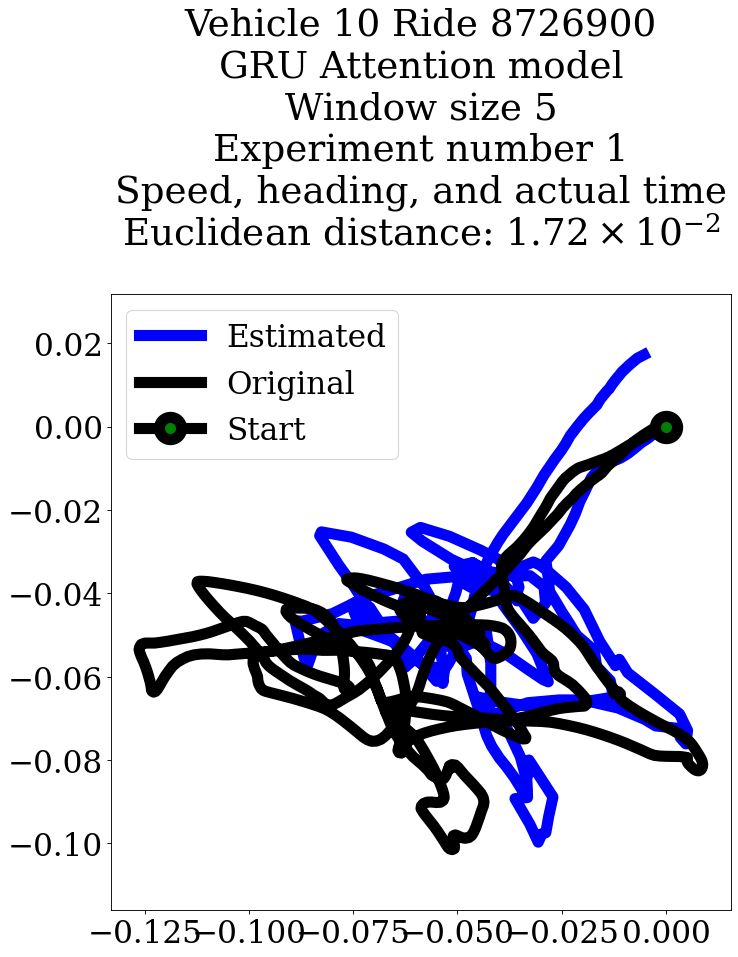 Vehicle 10 Ride 8726900
GRU Attention model
Window size 5
Experiment number 1
Speed, heading, and actual time
Euclidean distance: 1.72 × 10⁻²
Estimated
Original
Start
0.02
0.00
−0.02
−0.04
−0.06
−0.08
−0.10
−0.125 −0.100 −0.075 −0.050 −0.025 0.000